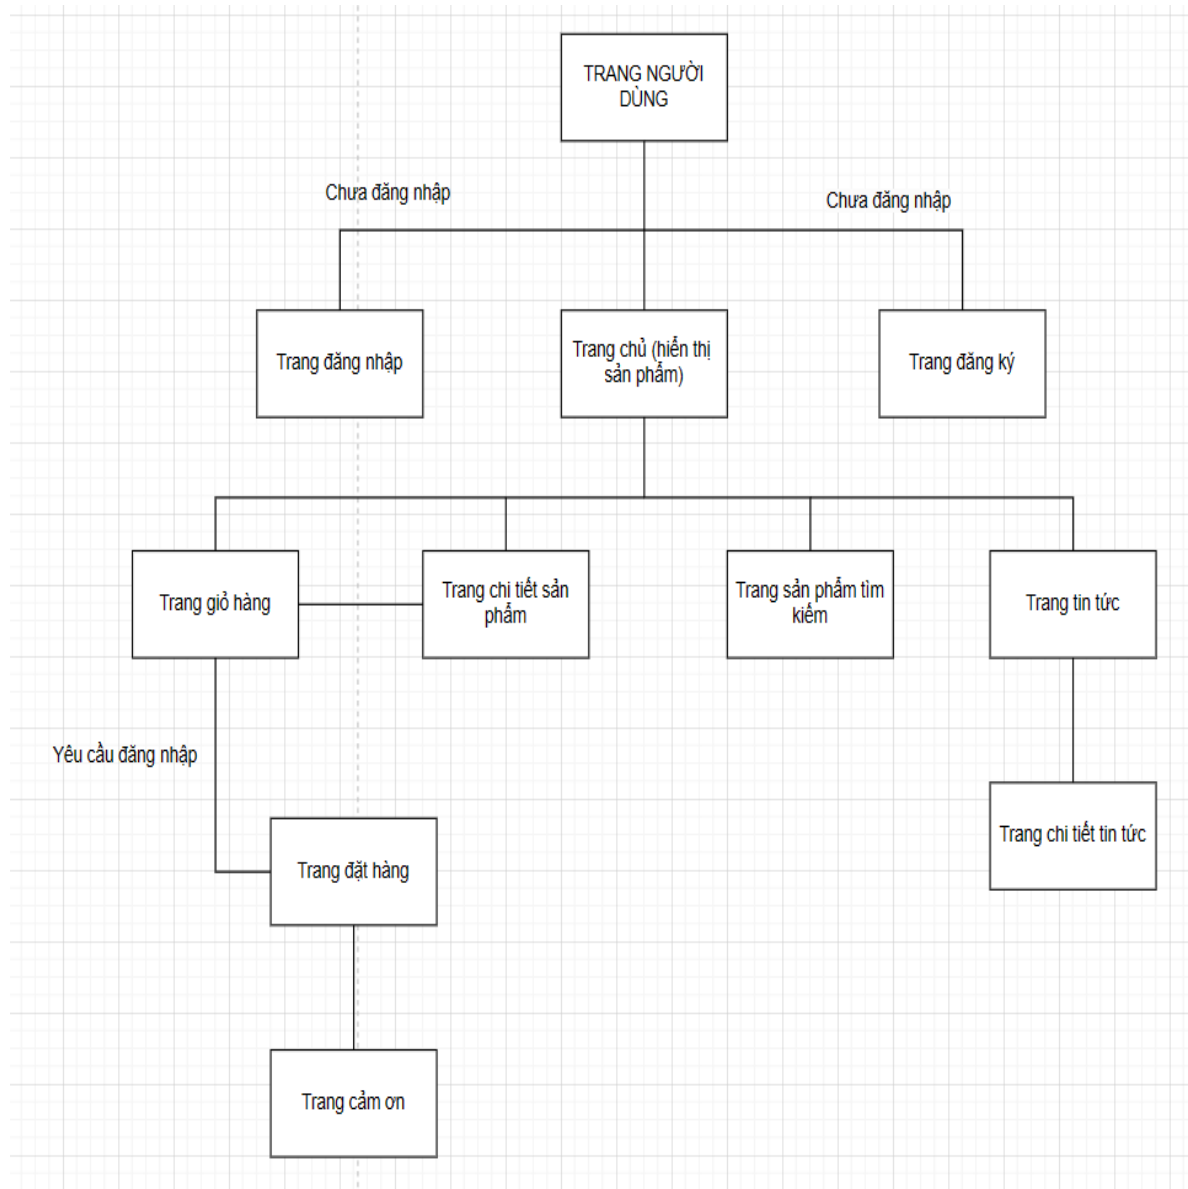 TRANG NGƯỜI
DÙNG
Chưa đăng nhập
Chưa đăng nhập
Trang đăng nhập
Trang chủ (hiển thị
sản phẩm)
Trang đăng ký
Trang giỏ hàng
Trang chi tiết sản
phẩm
Trang sản phẩm tìm
kiếm
Trang tin tức
Yêu cầu đăng nhập
Trang chi tiết tin tức
Trang đặt hàng
Trang cảm ơn